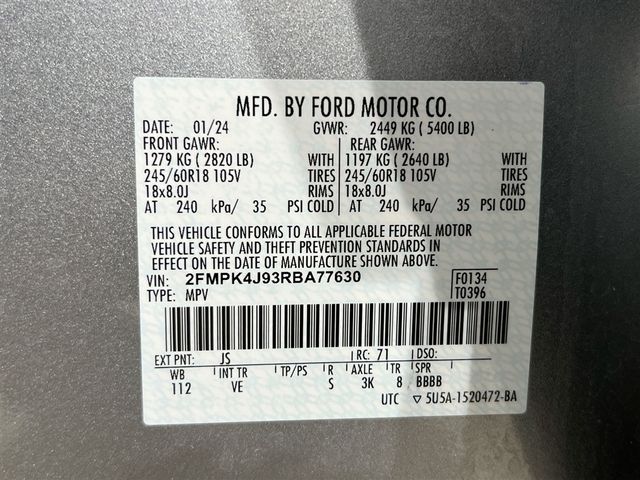 MFD. BY FORD MOTOR CO.
DATE: 01/24 GVWR: 2449 KG ( 5400 LB)
FRONT GAWR: REAR GAWR:
1279 KG ( 2820 LB) WITH 1197 KG ( 2640 LB) WITH
245/60R18 105V TIRES 245/60R18 105V TIRES
18x8.0J RIMS 18x8.0J RIMS
AT 240 kPa/ 35 PSI COLD AT 240 kPa/ 35 PSI COLD
THIS VEHICLE CONFORMS TO ALL APPLICABLE FEDERAL MOTOR
VEHICLE SAFETY AND THEFT PREVENTION STANDARDS IN
EFFECT ON THE DATE OF MANUFACTURE SHOWN ABOVE.
VIN: 2FMPK4J93RBA77630 F0134
TYPE: MPV T0396
EXT PNT: JS RC: 71 DSO:
WB INT TR TP/PS R AXLE TR SPR
112 VE S 3K 8 BBBB
UTC ▽ 5U5A-1520472-BA